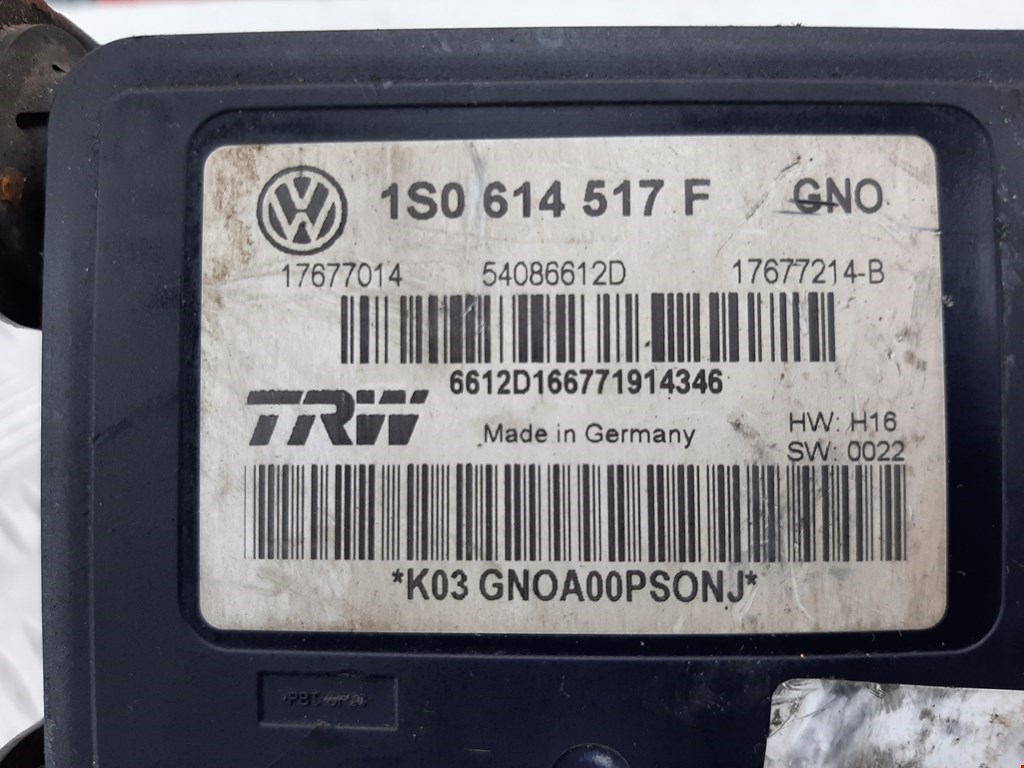 1S0 614 517 F GNO
17677014 54086612D 17677214-B
6612D166771914346
TRW Made in Germany HW: H16
SW: 0022
*K03 GNOA00PSONJ*